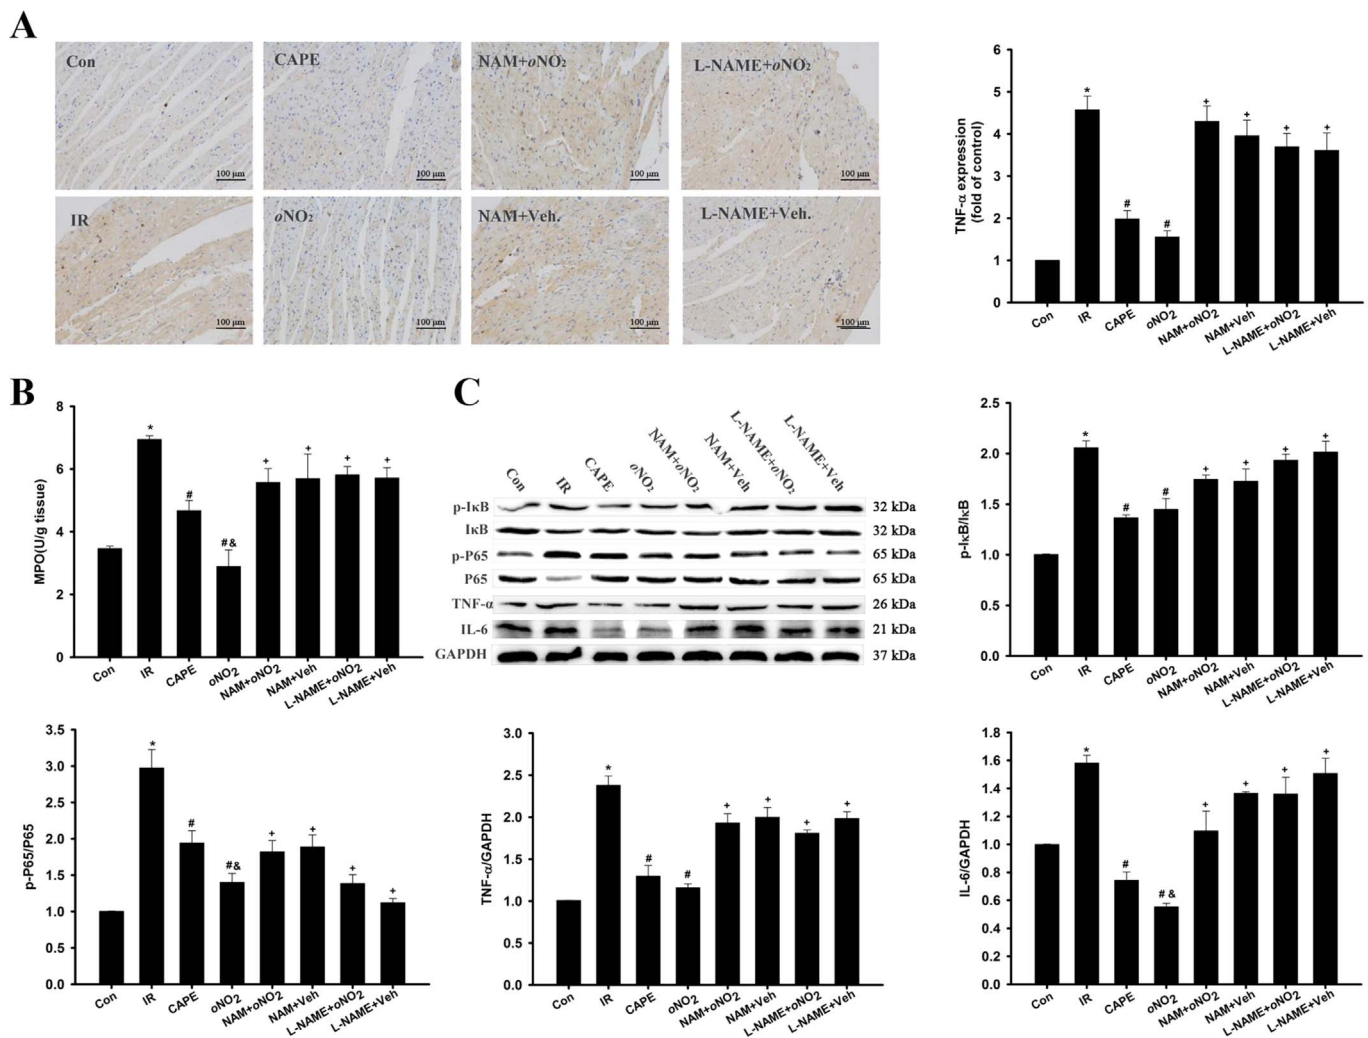 A
Con
CAPE
NAM+oNO2
L-NAME+oNO2
100 μm
100 μm
100 μm
100 μm
IR
oNO2
NAM+Veh.
L-NAME+Veh.
100 μm
100 μm
100 μm
100 μm
TNF-α expression
(fold of control)
6
5
4
3
2
1
0
*
#
#
+
+
+
+
Con
IR
CAPE
oNO2
NAM+oNO2
NAM+Veh
L-NAME+oNO2
L-NAME+Veh
B
MPO(U/g tissue)
8
6
4
2
0
*
#
#&
+
+
+
+
Con
IR
CAPE
oNO2
NAM+oNO2
NAM+Veh
L-NAME+oNO2
L-NAME+Veh
C
Con
IR
CAPE
oNO2
NAM+oNO2
NAM+Veh
L-NAME+oNO2
L-NAME+Veh
p-IκB 32 kDa
IκB 32 kDa
p-P65 65 kDa
P65 65 kDa
TNF-α 26 kDa
IL-6 21 kDa
GAPDH 37 kDa
p-IκB/IκB
2.5
2.0
1.5
1.0
0.5
0.0
*
#
#
+
+
+
+
Con
IR
CAPE
oNO2
NAM+oNO2
NAM+Veh
L-NAME+oNO2
L-NAME+Veh
p-P65/P65
3.5
3.0
2.5
2.0
1.5
1.0
0.5
0.0
*
#
#&
+
+
+
+
Con
IR
CAPE
oNO2
NAM+oNO2
NAM+Veh
L-NAME+oNO2
L-NAME+Veh
TNF-α/GAPDH
3.0
2.5
2.0
1.5
1.0
0.5
0.0
*
#
#
+
+
+
+
Con
IR
CAPE
oNO2
NAM+oNO2
NAM+Veh
L-NAME+oNO2
L-NAME+Veh
IL-6/GAPDH
1.8
1.6
1.4
1.2
1.0
0.8
0.6
0.4
0.2
0.0
*
#
# &
+
+
+
+
Con
IR
CAPE
oNO2
NAM+oNO2
NAM+Veh
L-NAME+oNO2
L-NAME+Veh